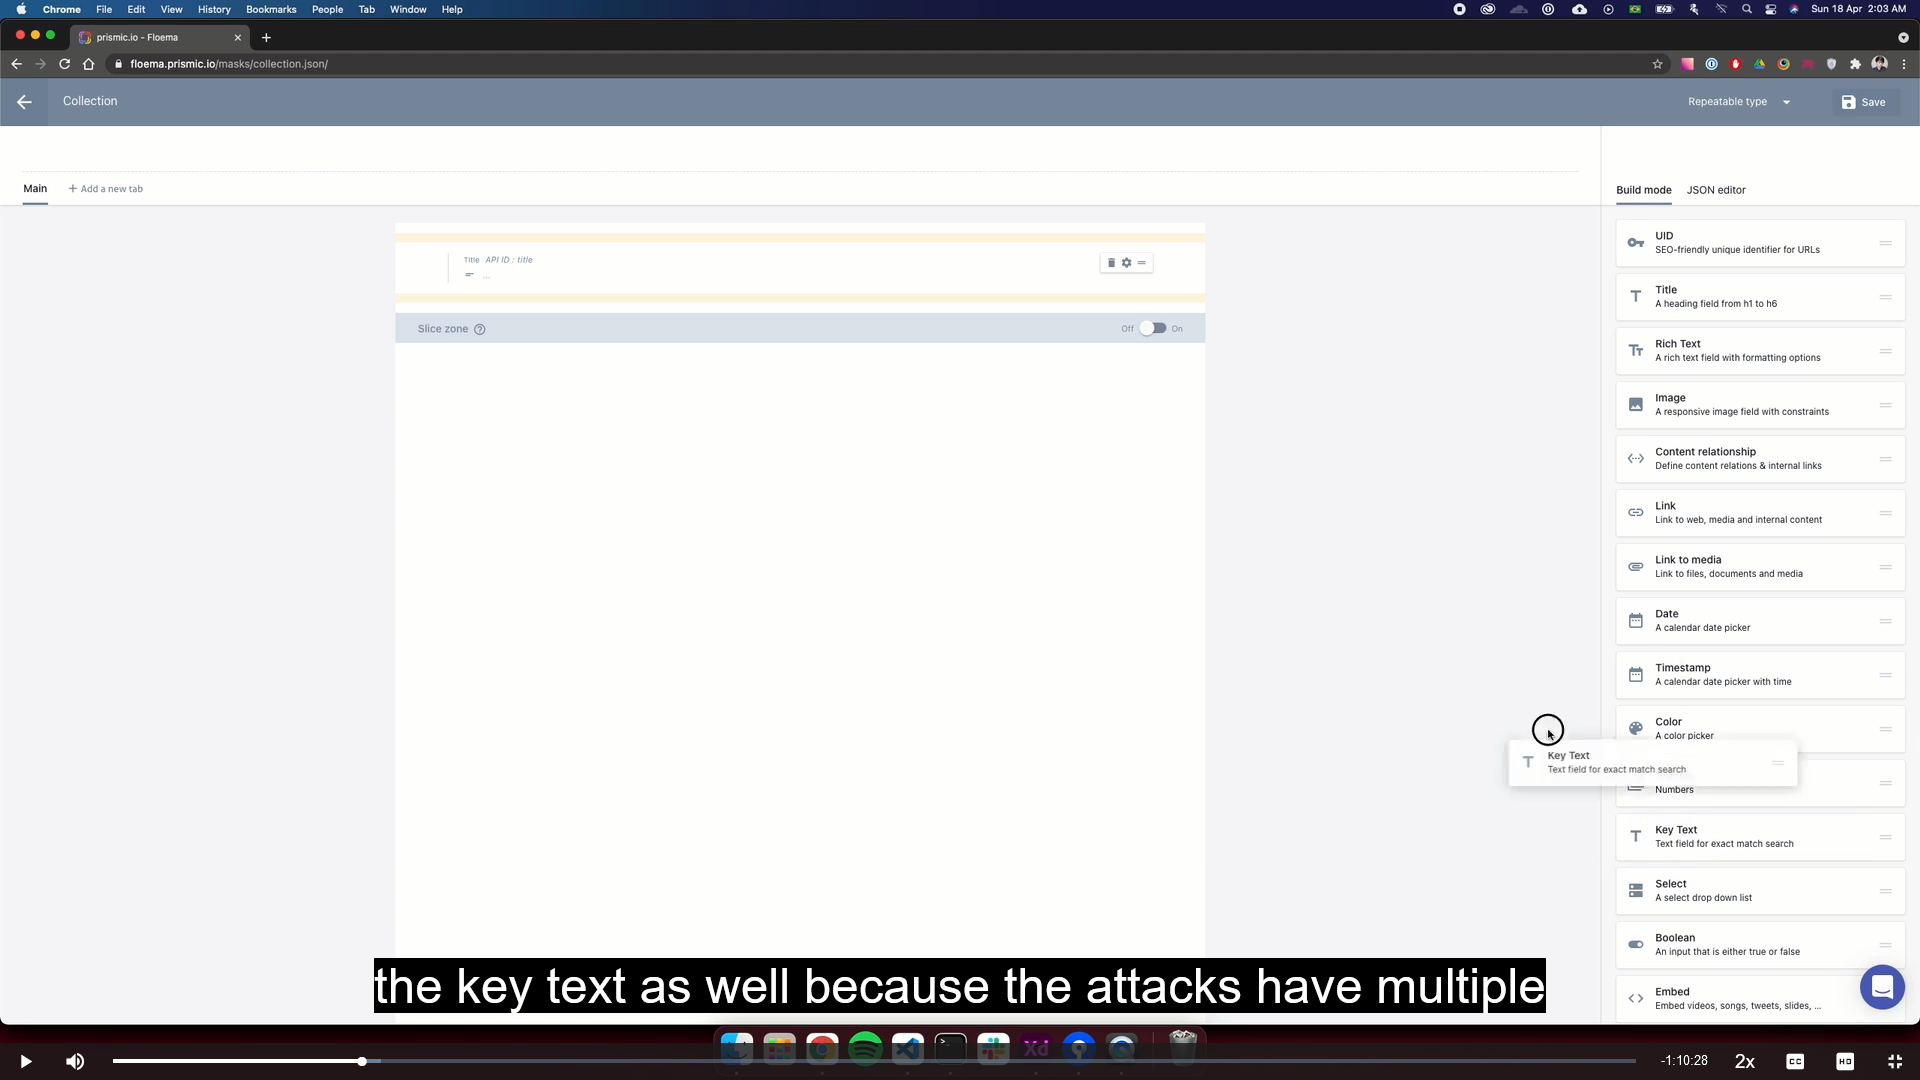 Chrome File Edit View History Bookmarks People Tab Window Help
Sun 18 Apr 2:03 AM
prismic.io - Floema
floema.prismic.io/masks/collection.json/
Collection
Repeatable type
Save
Main
+ Add a new tab
Build mode
JSON editor
Title API ID : title
...
Slice zone
Off
On
UID
SEO-friendly unique identifier for URLs
Title
A heading field from h1 to h6
Rich Text
A rich text field with formatting options
Image
A responsive image field with constraints
Content relationship
Define content relations & internal links
Link
Link to web, media and internal content
Link to media
Link to files, documents and media
Date
A calendar date picker
Timestamp
A calendar date picker with time
Color
A color picker
Key Text
Text field for exact match search
Numbers
Key Text
Text field for exact match search
Select
A select drop down list
Boolean
An input that is either true or false
Embed
Embed videos, songs, tweets, slides, ...
the key text as well because the attacks have multiple
Xd
-1:10:28
2x
CC
HD